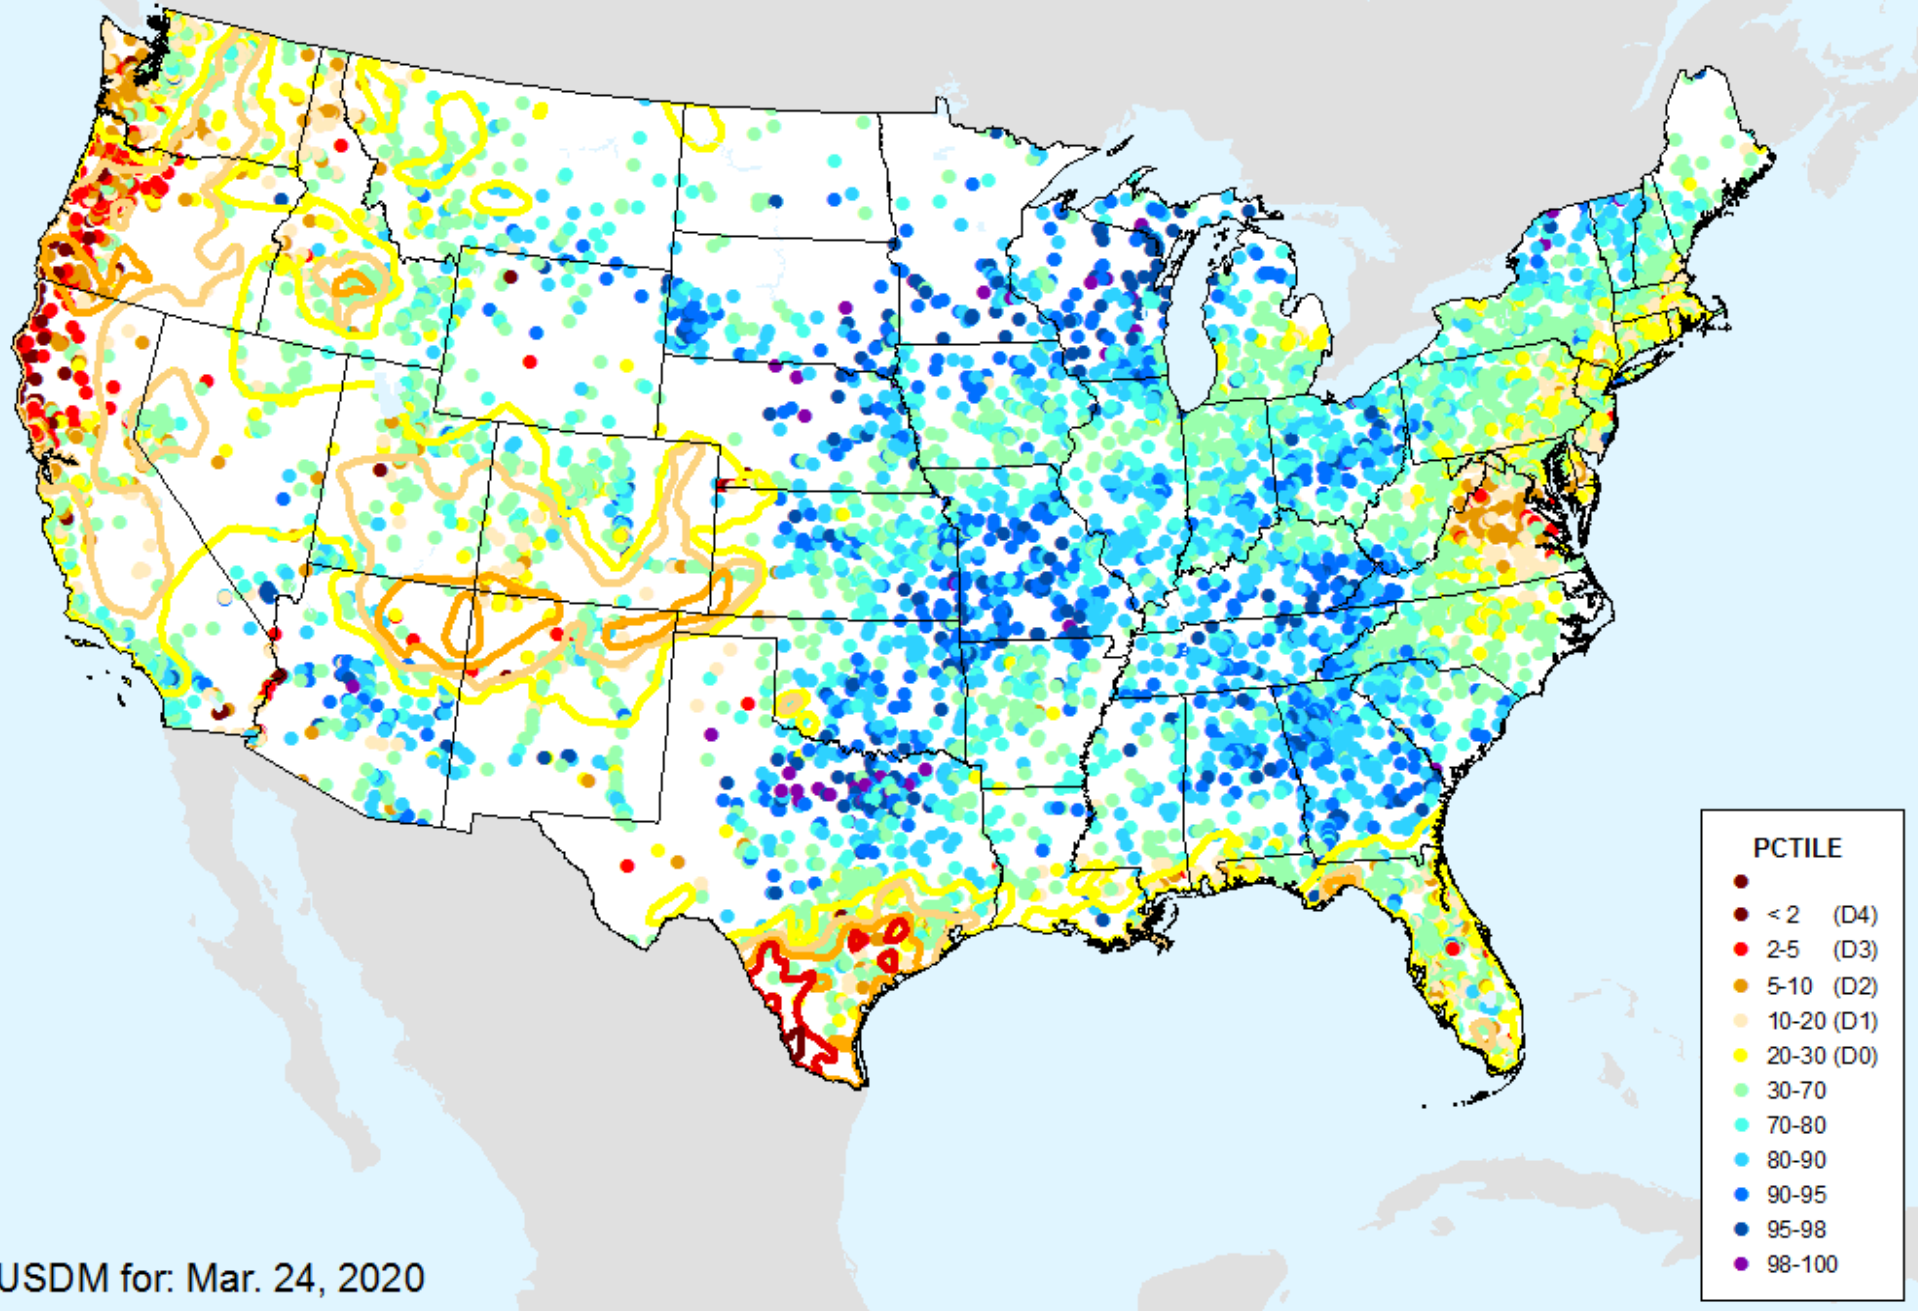 PCTILE
< 2 (D4)
2-5 (D3)
5-10 (D2)
10-20 (D1)
20-30 (D0)
30-70
70-80
80-90
90-95
95-98
98-100
USDM for: Mar. 24, 2020